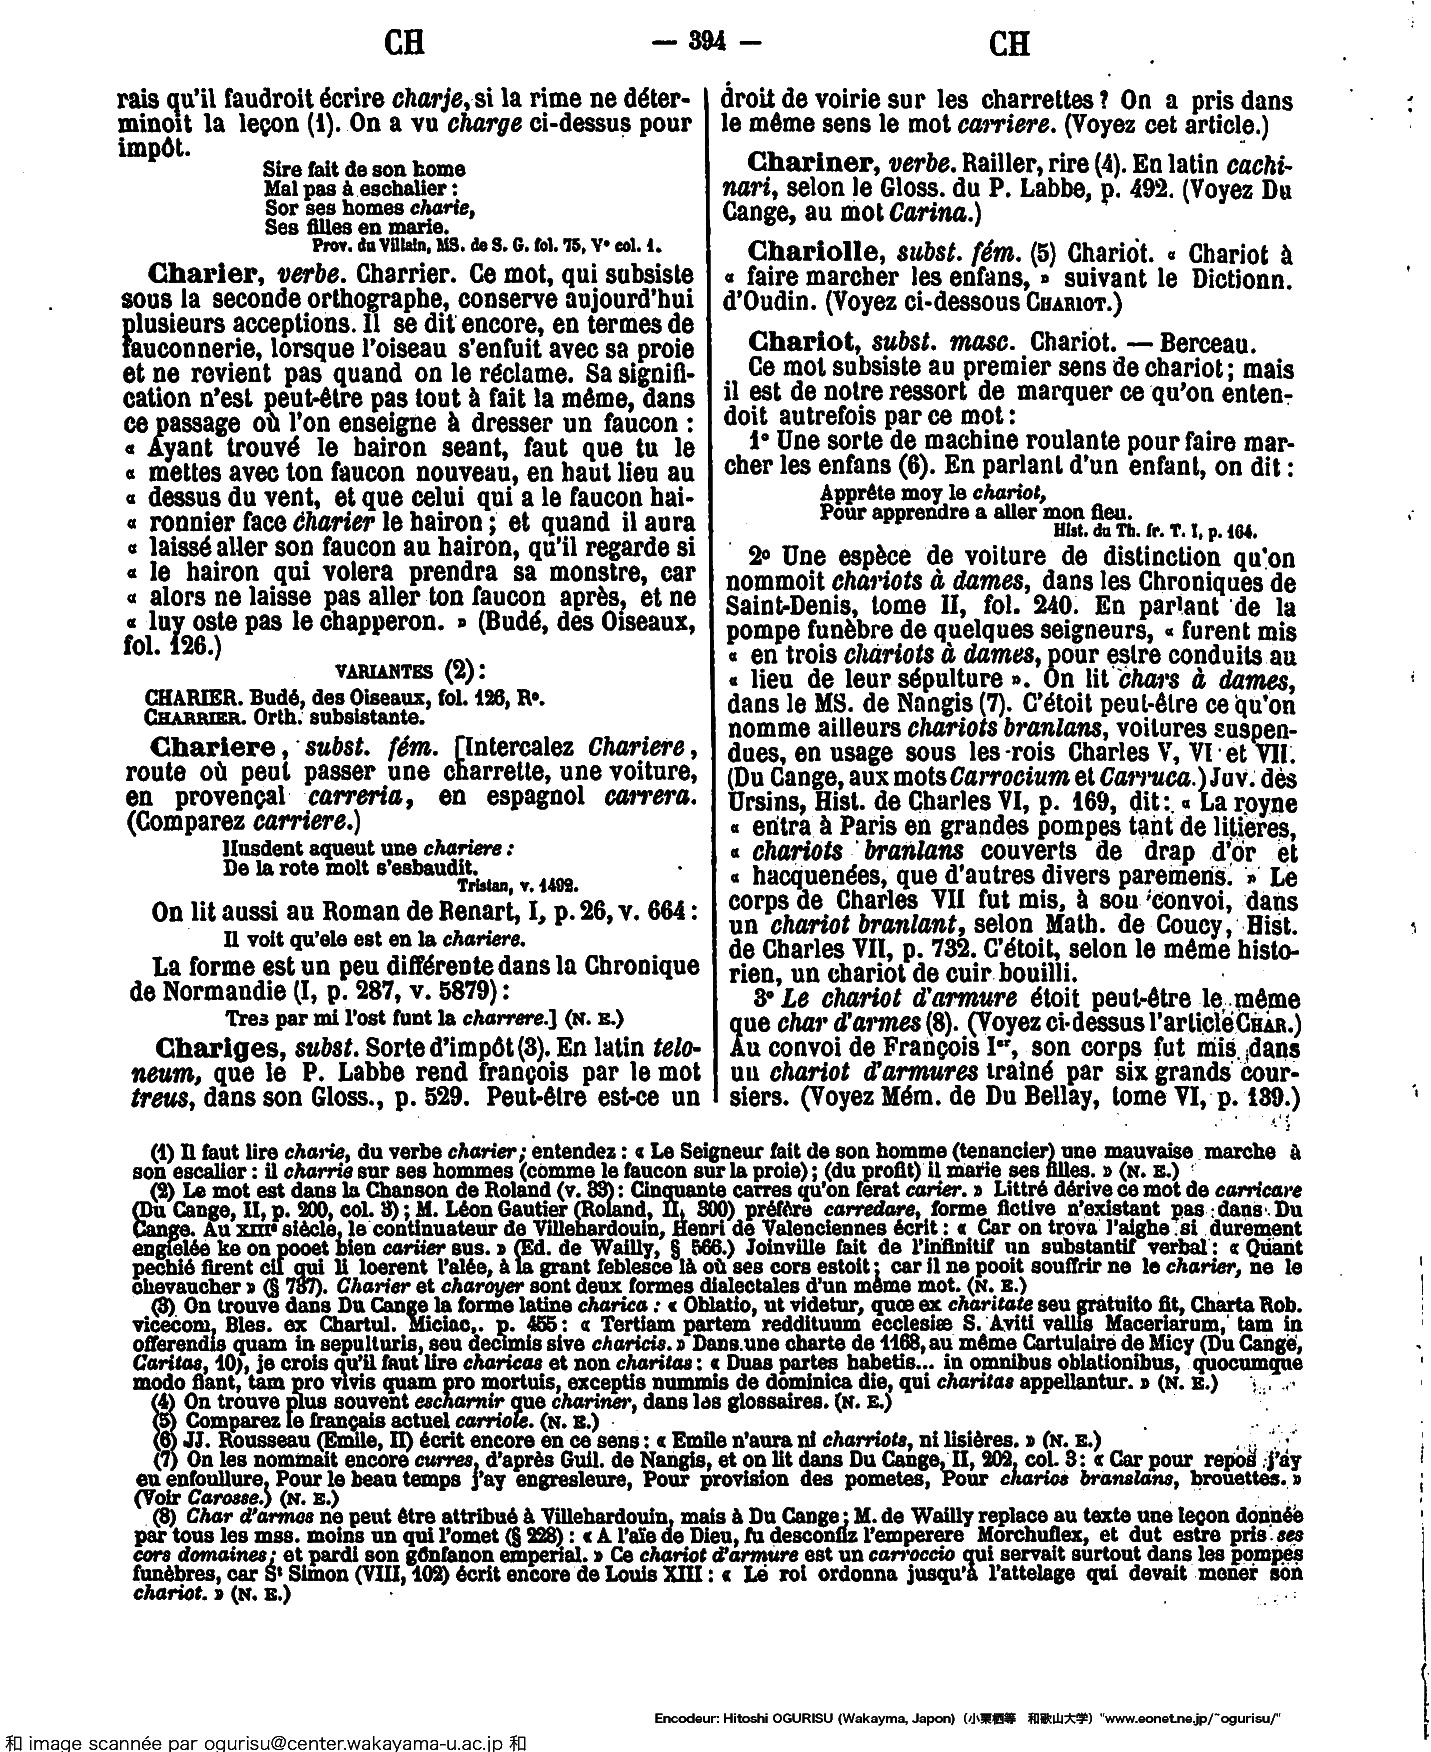 CH — 394 — CH
rais qu'il faudroit écrire charje, si la rime ne déter-
minoit la leçon (1). On a vu charge ci-dessus pour
impôt.
Sire fait de son home
Mal pas à eschalier :
Sor ses homes charie,
Ses filles en marie.
Prov. du Villain, MS. de S. G. fol. 75, V° col. 1.
Charier, verbe. Charrier. Ce mot, qui subsiste
sous la seconde orthographe, conserve aujourd'hui
plusieurs acceptions. Il se dit encore, en termes de
fauconnerie, lorsque l'oiseau s'enfuit avec sa proie
et ne revient pas quand on le réclame. Sa signifi-
cation n'est peut-être pas tout à fait la même, dans
ce passage où l'on enseigne à dresser un faucon :
« Ayant trouvé le hairon seant, faut que tu le
« mettes avec ton faucon nouveau, en haut lieu au
« dessus du vent, et que celui qui a le faucon hai-
« ronnier face charier le hairon ; et quand il aura
« laissé aller son faucon au hairon, qu'il regarde si
« le hairon qui volera prendra sa monstre, car
« alors ne laisse pas aller ton faucon après, et ne
« luy oste pas le chapperon. » (Budé, des Oiseaux,
fol. 126.)
VARIANTES (2) :
CHARIER. Budé, des Oiseaux, fol. 126, R°.
CHARRIER. Orth. subsistante.
Chariere, subst. fém. [Intercalez Chariere,
route où peut passer une charrette, une voiture,
en provençal carreria, en espagnol carrera.
(Comparez carriere.)
Husdent aqueut une chariere :
De la rote molt s'esbaudit.
Tristan, v. 1492.
On lit aussi au Roman de Renart, I, p. 26, v. 664 :
Il voit qu'ele est en la chariere.
La forme est un peu différente dans la Chronique
de Normandie (I, p. 287, v. 5879) :
Tres par mi l'ost funt la charrere.] (N. E.)
Chariges, subst. Sorte d'impôt (3). En latin telo-
neum, que le P. Labbe rend françois par le mot
treus, dans son Gloss., p. 529. Peut-être est-ce un
droit de voirie sur les charrettes ? On a pris dans
le même sens le mot carriere. (Voyez cet article.)
Chariner, verbe. Railler, rire (4). En latin cachi-
nari, selon le Gloss. du P. Labbe, p. 492. (Voyez Du
Cange, au mot Carina.)
Chariolle, subst. fém. (5) Chariot. « Chariot à
« faire marcher les enfans, » suivant le Dictionn.
d'Oudin. (Voyez ci-dessous CHARIOT.)
Chariot, subst. masc. Chariot. — Berceau.
Ce mot subsiste au premier sens de chariot ; mais
il est de notre ressort de marquer ce qu'on enten-
doit autrefois par ce mot :
1° Une sorte de machine roulante pour faire mar-
cher les enfans (6). En parlant d'un enfant, on dit :
Apprête moy le chariot,
Pour apprendre a aller mon fieu.
Hist. du Th. fr. T. I, p. 164.
2° Une espèce de voiture de distinction qu'on
nommoit chariots à dames, dans les Chroniques de
Saint-Denis, tome II, fol. 240. En parlant de la
pompe funèbre de quelques seigneurs, « furent mis
« en trois chariots à dames, pour estre conduits au
« lieu de leur sépulture ». On lit chars à dames,
dans le MS. de Nangis (7). C'étoit peut-être ce qu'on
nomme ailleurs chariots branlans, voitures suspen-
dues, en usage sous les rois Charles V, VI et VII.
(Du Cange, aux mots Carrocium et Carruca.) Juv. des
Ursins, Hist. de Charles VI, p. 169, dit : « La royne
« entra à Paris en grandes pompes tant de litieres,
« chariots branlans couverts de drap d'or et
« hacquenées, que d'autres divers paremens. » Le
corps de Charles VII fut mis, à son convoi, dans
un chariot branlant, selon Math. de Coucy, Hist.
de Charles VII, p. 732. C'étoit, selon le même histo-
rien, un chariot de cuir bouilli.
3° Le chariot d'armure étoit peut-être le même
que char d'armes (8). (Voyez ci-dessus l'article CHAR.)
Au convoi de François Ier, son corps fut mis dans
un chariot d'armures traîné par six grands cour-
siers. (Voyez Mém. de Du Bellay, tome VI, p. 139.)
(1) Il faut lire charie, du verbe charier ; entendez : « Le Seigneur fait de son homme (tenancier) une mauvaise marche à
son escalier : il charrie sur ses hommes (comme le faucon sur la proie) ; (du profit) il marie ses filles. » (N. E.)
(2) Le mot est dans la Chanson de Roland (v. 33) : Cinquante carres qu'on ferat carier. » Littré dérive ce mot de carricare
(Du Cange, II, p. 200, col. 3) ; M. Léon Gautier (Roland, II, 300) préfère carredare, forme fictive n'existant pas dans Du
Cange. Au XIIIe siècle, le continuateur de Villehardouin, Henri de Valenciennes écrit : « Car on trova l'aighe si durement
engielée ke on pooet bien cariier sus. » (Ed. de Wailly, § 566.) Joinville fait de l'infinitif un substantif verbal : « Quant
pechié firent cil qui li loerent l'alée, à la grant feblesce là où ses cors estoit ; car il ne pooit souffrir ne le charier, ne le
chevaucher » (§ 737). Charier et charoyer sont deux formes dialectales d'un même mot. (N. E.)
(3) On trouve dans Du Cange la forme latine charica : « Oblatio, ut videtur, quœ ex charitate seu gratuito fit, Charta Rob.
vicecom, Bles. ex Chartul. Miciac,. p. 455 : « Tertiam partem reddituum ecclesiæ S. Aviti vallis Maceriarum, tam in
offerendis quam in sepulturis, seu decimis sive charicis. » Dans une charte de 1168, au même Cartulaire de Micy (Du Cange,
Caritas, 10), je crois qu'il faut lire charicas et non charitas : « Duas partes habetis... in omnibus oblationibus, quocumque
modo fiant, tam pro vivis quam pro mortuis, exceptis nummis de dominica die, qui charitas appellantur. » (N. E.)
(4) On trouve plus souvent escharnir que chariner, dans les glossaires. (N. E.)
(5) Comparez le français actuel carriole. (N. E.)
(6) JJ. Rousseau (Emile, II) écrit encore en ce sens : « Emile n'aura ni charriots, ni lisières. » (N. E.)
(7) On les nommait encore curres, d'après Guil. de Nangis, et on lit dans Du Cange, II, 202, col. 3 : « Car pour repos j'ay
eu enfoullure, Pour le beau temps j'ay engresleure, Pour provision des pometes, Pour charios branslans, brouettes. »
(Voir Carosse.) (N. E.)
(8) Char d'armes ne peut être attribué à Villehardouin, mais à Du Cange ; M. de Wailly replace au texte une leçon donnée
par tous les mss. moins un qui l'omet (§ 228) : « A l'aïe de Dieu, fu desconfiz l'emperere Morchuflex, et dut estre pris ses
cors domaines ; et pardi son gonfanon emperial. » Ce chariot d'armure est un carroccio qui servait surtout dans les pompes
funèbres, car St Simon (VIII, 102) écrit encore de Louis XIII : « Le roi ordonna jusqu'à l'attelage qui devait mener son
chariot. » (N. E.)
Encodeur: Hitoshi OGURISU (Wakayma, Japon) (小栗栖等 和歌山大学) "www.eonet.ne.jp/~ogurisu/"
和 image scannée par ogurisu@center.wakayama-u.ac.jp 和